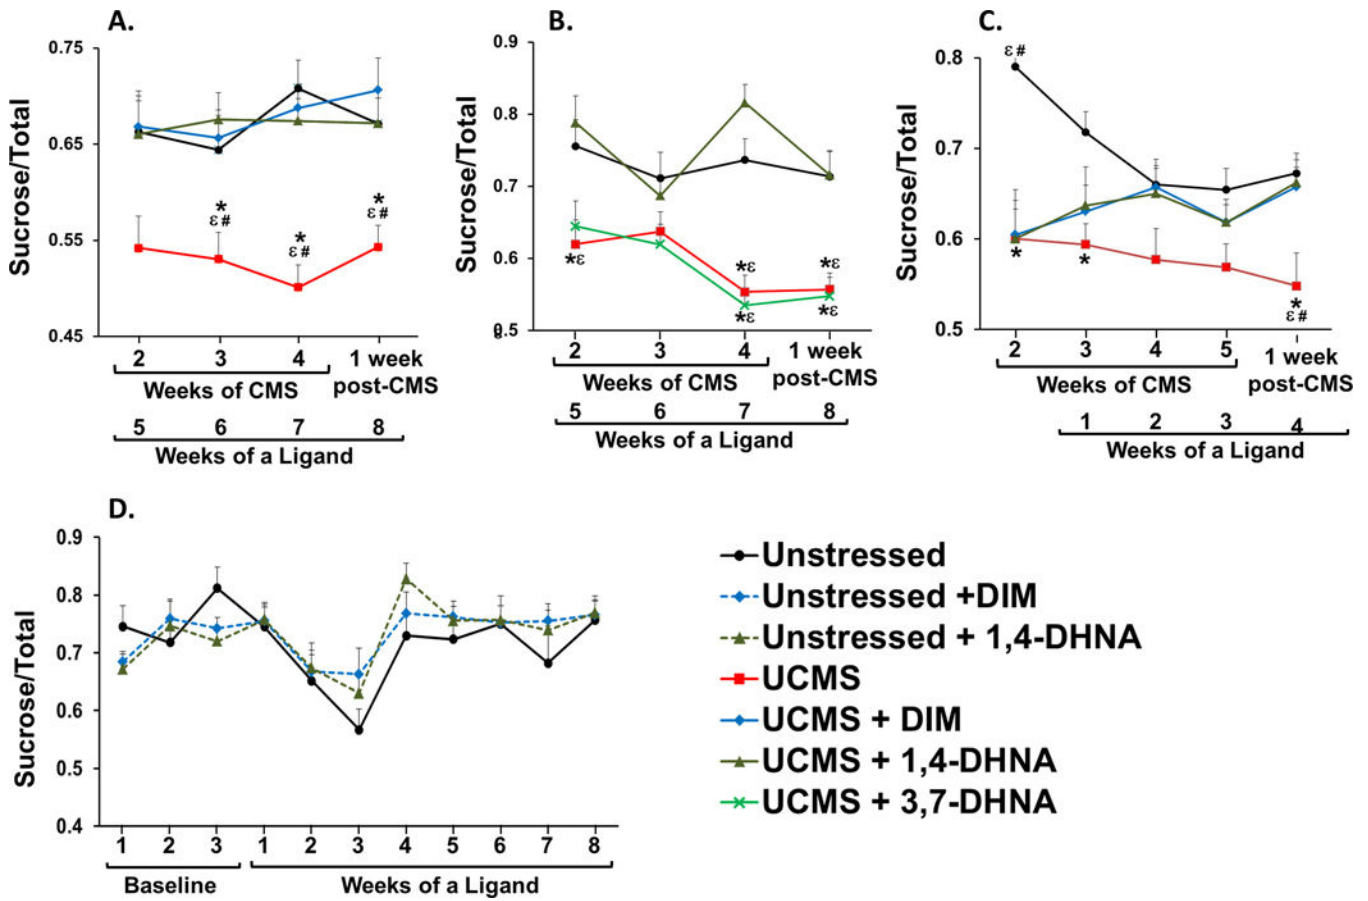 A.
Sucrose/Total
0.75
0.65
0.55
0.45
*
ε#
*
ε#
*
ε#
2 3 4 1 week
Weeks of CMS post-CMS
5 6 7 8
Weeks of a Ligand
B.
Sucrose/Total
0.9
0.8
0.7
0.6
0.5
*ε
*ε
*ε
*ε
*ε
2 3 4 1 week
Weeks of CMS post-CMS
5 6 7 8
Weeks of a Ligand
C.
Sucrose/Total
0.8
0.7
0.6
0.5
ε#
*
*
*
ε#
2 3 4 5 1 week
Weeks of CMS post-CMS
1 2 3 4
Weeks of a Ligand
D.
Sucrose/Total
0.9
0.8
0.7
0.6
0.5
0.4
1 2 3 1 2 3 4 5 6 7 8
Baseline Weeks of a Ligand
Unstressed
Unstressed +DIM
Unstressed + 1,4-DHNA
UCMS
UCMS + DIM
UCMS + 1,4-DHNA
UCMS + 3,7-DHNA